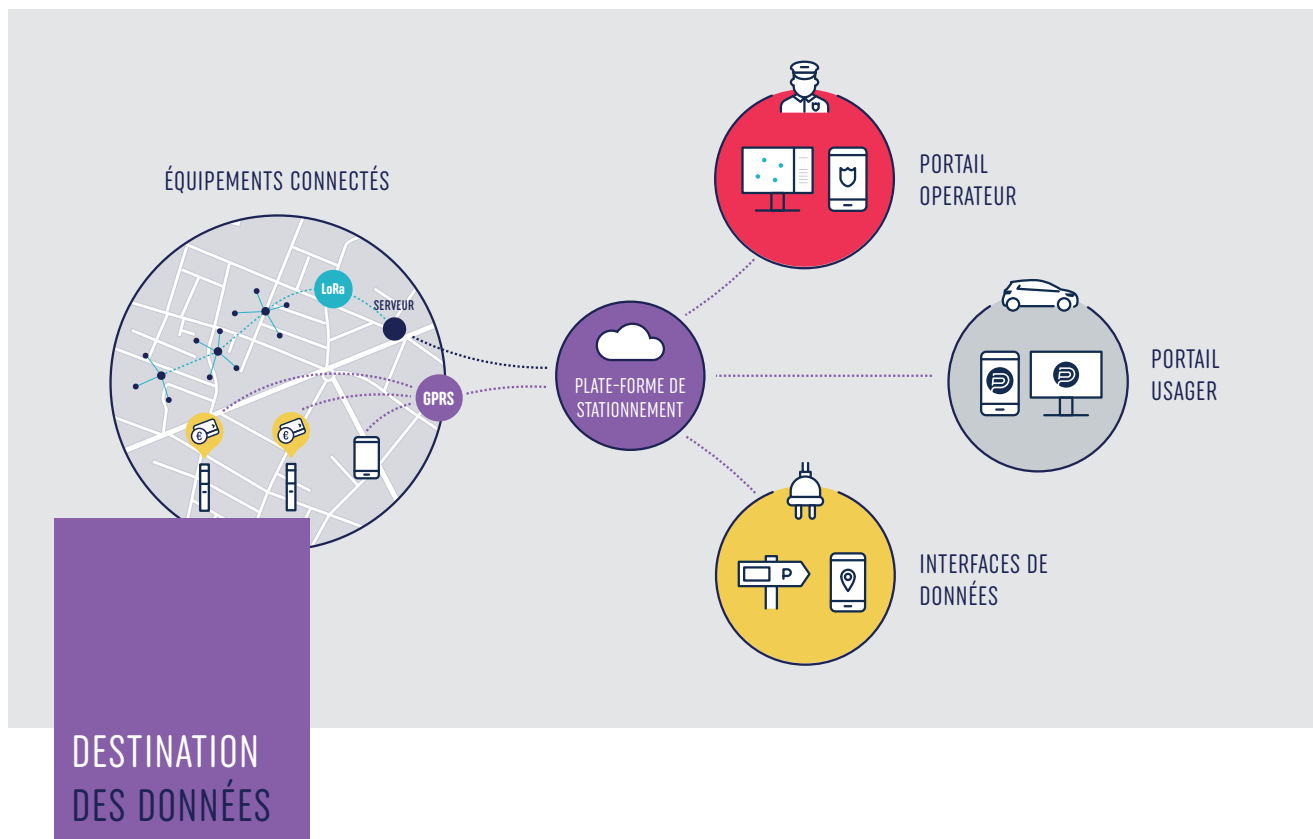 ÉQUIPEMENTS CONNECTÉS
LoRa
SERVEUR
GPRS
€
€
PLATE-FORME DE
STATIONNEMENT
PORTAIL
OPERATEUR
PORTAIL
USAGER
P
INTERFACES DE
DONNÉES
DESTINATION
DES DONNÉES